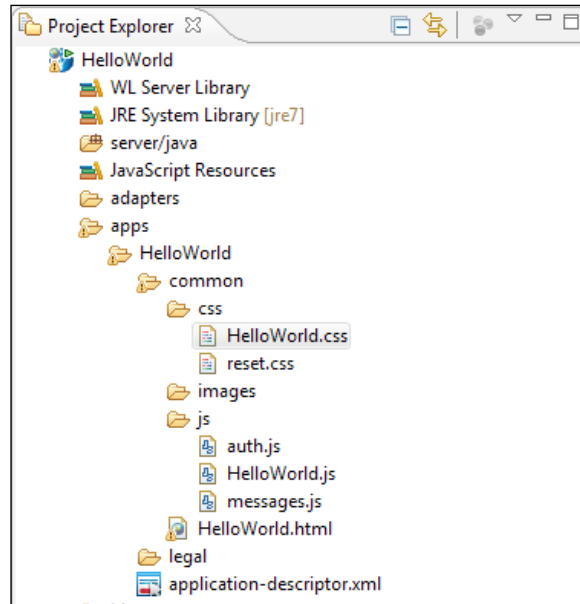 Project Explorer
HelloWorld
WL Server Library
JRE System Library [jre7]
server/java
JavaScript Resources
adapters
apps
HelloWorld
common
css
HelloWorld.css
reset.css
images
js
auth.js
HelloWorld.js
messages.js
HelloWorld.html
legal
application-descriptor.xml